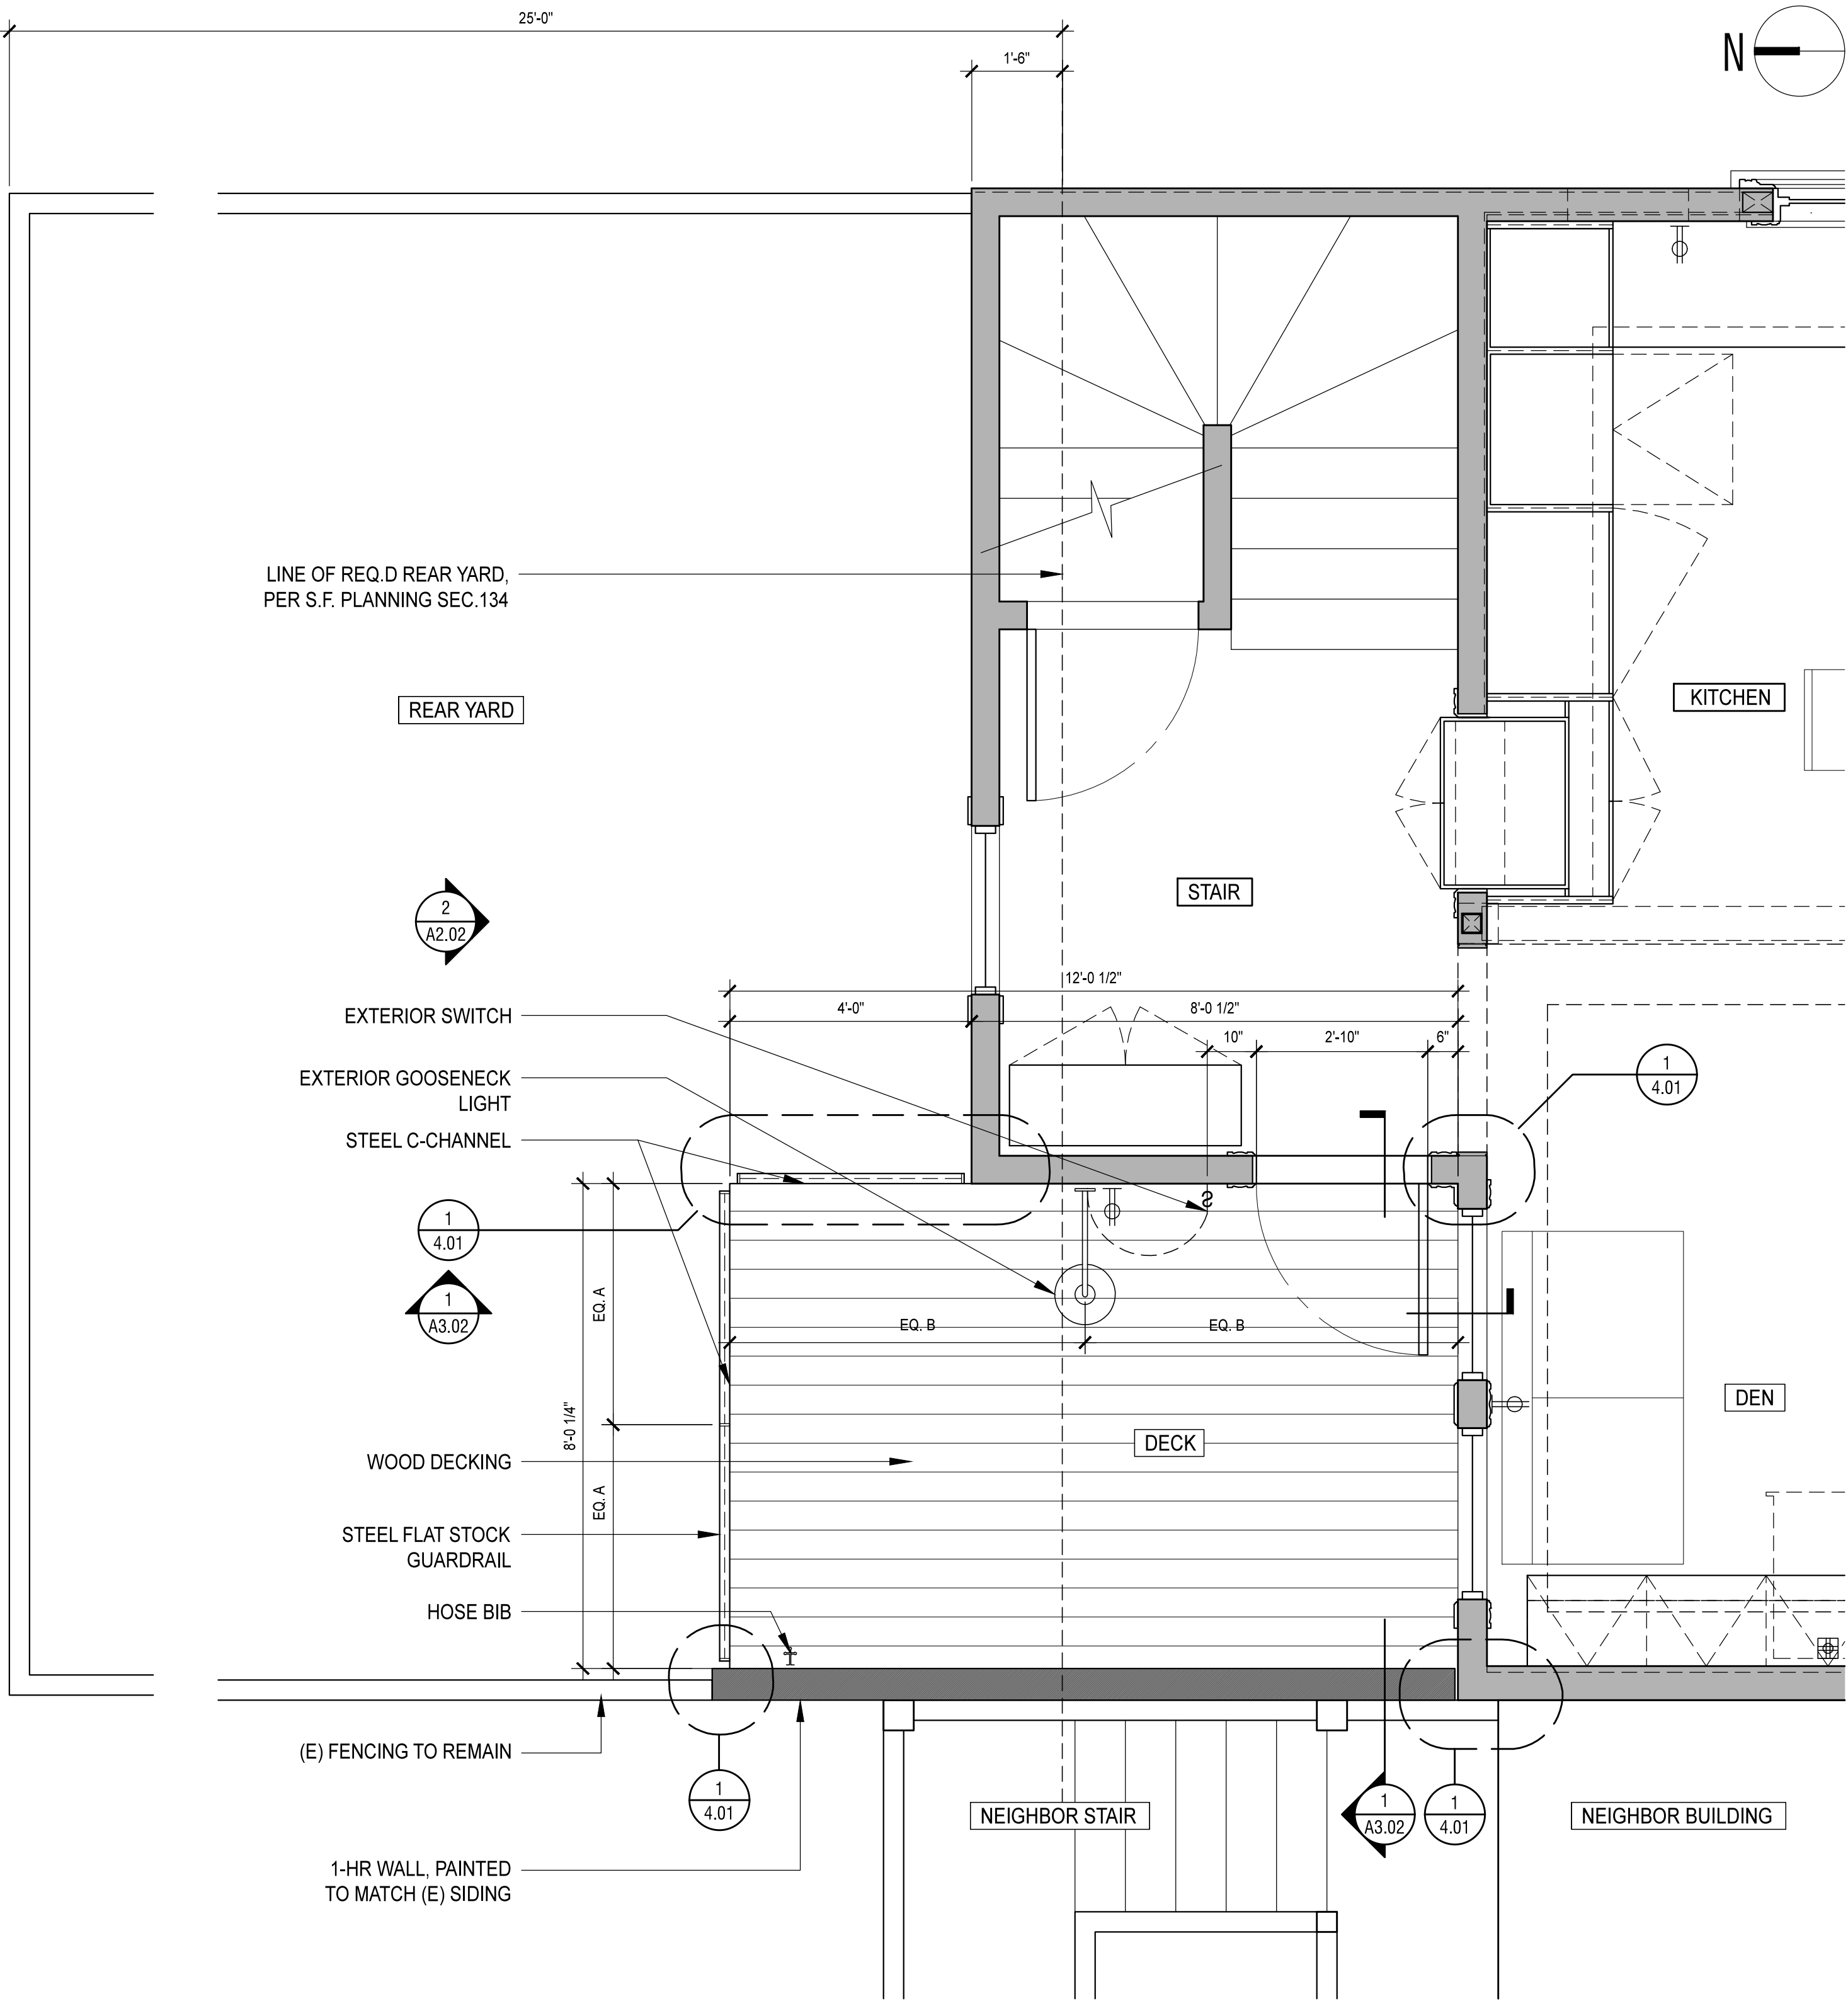 25'-0"
1'-6"
N
LINE OF REQ.D REAR YARD,
PER S.F. PLANNING SEC.134
REAR YARD
KITCHEN
STAIR
2
A2.02
12'-0 1/2"
4'-0"
8'-0 1/2"
10"
2'-10"
6"
EXTERIOR SWITCH
EXTERIOR GOOSENECK
LIGHT
STEEL C-CHANNEL
1
4.01
1
4.01
S
1
A3.02
EQ. A
EQ. B
EQ. B
DEN
8'-0 1/4"
DECK
WOOD DECKING
EQ. A
STEEL FLAT STOCK
GUARDRAIL
HOSE BIB
(E) FENCING TO REMAIN
1
4.01
NEIGHBOR STAIR
1
A3.02
1
4.01
NEIGHBOR BUILDING
1-HR WALL, PAINTED
TO MATCH (E) SIDING